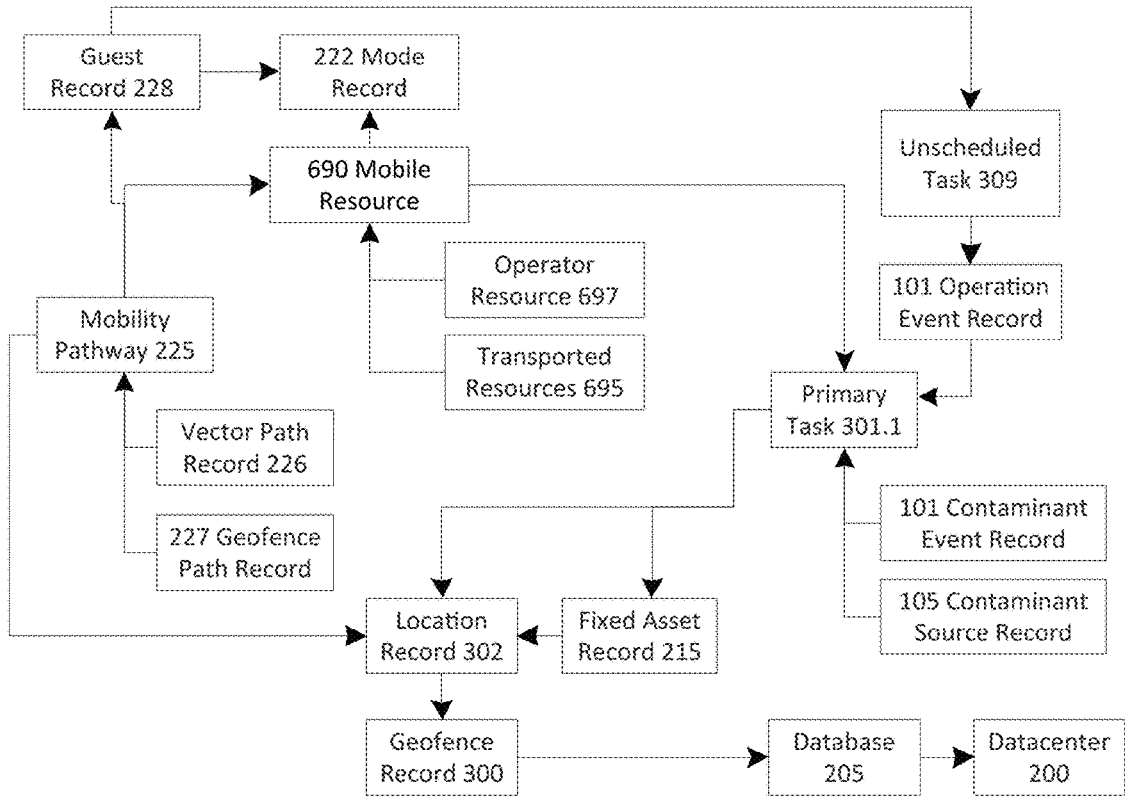 Guest
Record 228
222 Mode
Record
690 Mobile
Resource
Unscheduled
Task 309
Operator
Resource 697
101 Operation
Event Record
Mobility
Pathway 225
Transported
Resources 695
Primary
Task 301.1
Vector Path
Record 226
227 Geofence
Path Record
101 Contaminant
Event Record
105 Contaminant
Source Record
Location
Record 302
Fixed Asset
Record 215
Geofence
Record 300
Database
205
Datacenter
200